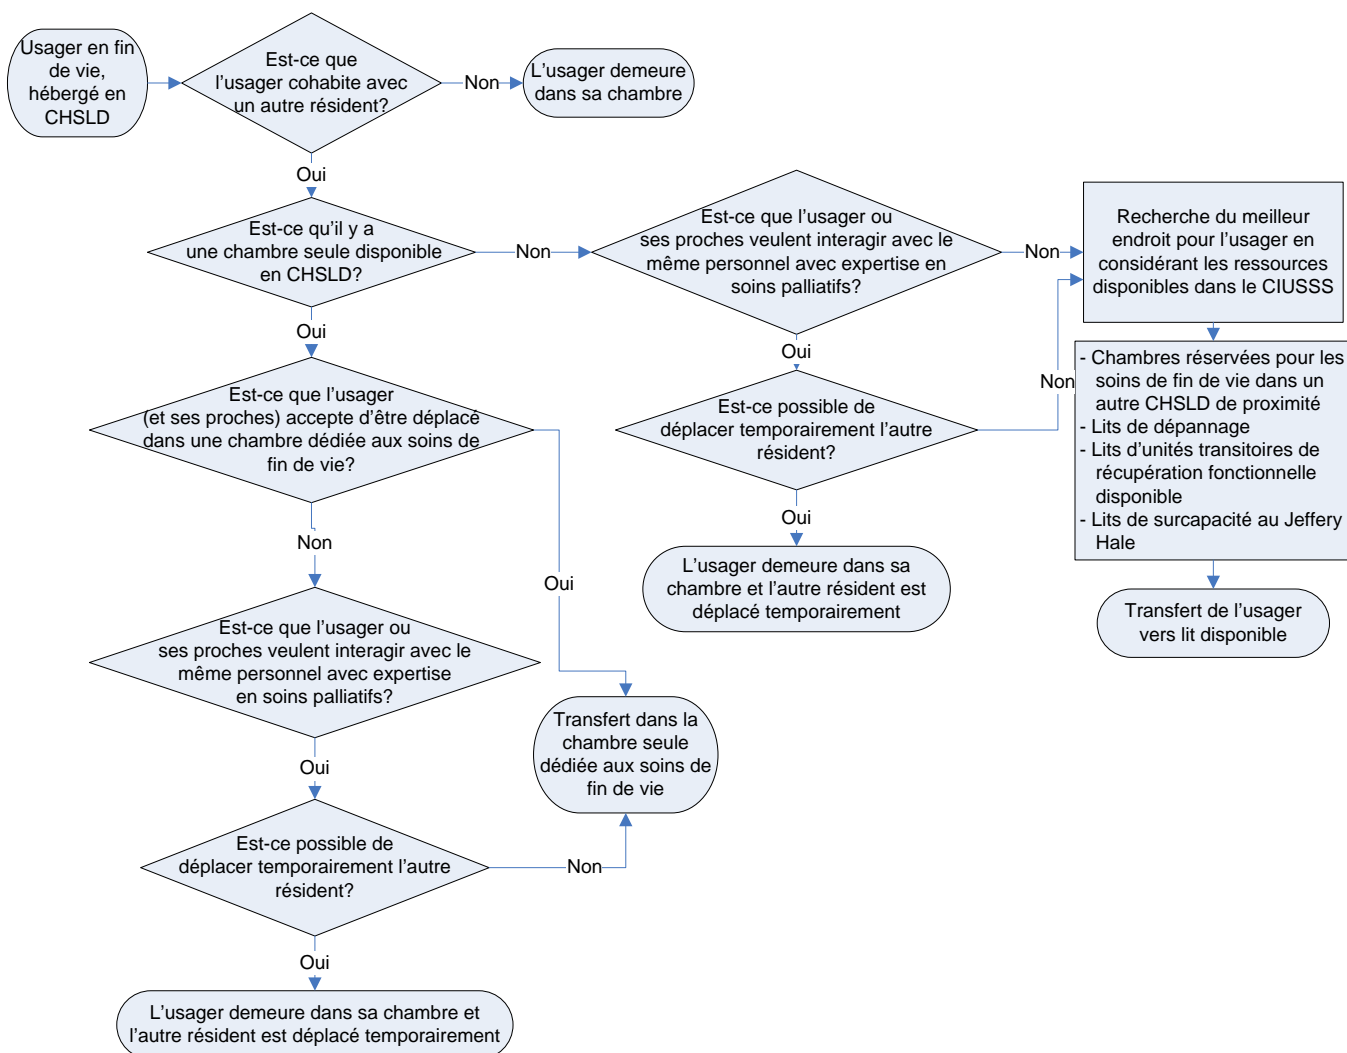 Usager en fin
de vie,
hébergé en
CHSLD
Est-ce que
l'usager cohabite avec
un autre résident?
Non
L'usager demeure
dans sa chambre
Oui
Est-ce qu'il y a
une chambre seule disponible
en CHSLD?
Non
Est-ce que l'usager ou
ses proches veulent interagir avec le
même personnel avec expertise en
soins palliatifs?
Non
Recherche du meilleur
endroit pour l'usager en
considérant les ressources
disponibles dans le CIUSSS
Oui
Oui
- Chambres réservées pour les
soins de fin de vie dans un
autre CHSLD de proximité
- Lits de dépannage
- Lits d'unités transitoires de
récupération fonctionnelle
disponible
- Lits de surcapacité au Jeffery
Hale
Est-ce que l'usager
(et ses proches) accepte d'être déplacé
dans une chambre dédiée aux soins de
fin de vie?
Est-ce possible de
déplacer temporairement l'autre
résident?
Non
Oui
Non
Oui
L'usager demeure dans sa
chambre et l'autre résident est
déplacé temporairement
Transfert de l'usager
vers lit disponible
Est-ce que l'usager ou
ses proches veulent interagir avec le
même personnel avec expertise
en soins palliatifs?
Transfert dans la
chambre seule
dédiée aux soins de
fin de vie
Oui
Est-ce possible de
déplacer temporairement l'autre
résident?
Non
Oui
L'usager demeure dans sa chambre et
l'autre résident est déplacé temporairement